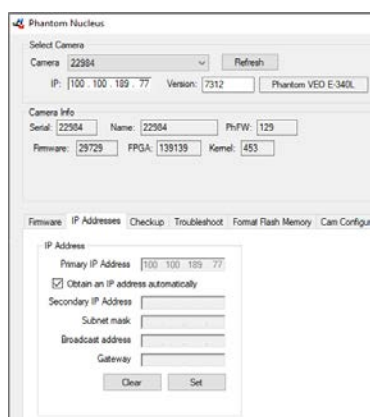 Phantom Nucleus
Select Camera
Camera 22984 Refresh
IP: 100 . 100 . 189 . 77 Version: 7312 Phantom VEO E-340L
Camera Info
Serial: 22984 Name: 22984 PhFW: 129
Firmware: 29729 FPGA: 139139 Kernel: 453
Firmware IP Addresses Checkup Troubleshoot Format Flash Memory Cam Configur
IP Address
Primary IP Address 100 100 189 77
Obtain an IP address automatically
Secondary IP Address
Subnet mask
Broadcast address
Gateway
Clear Set